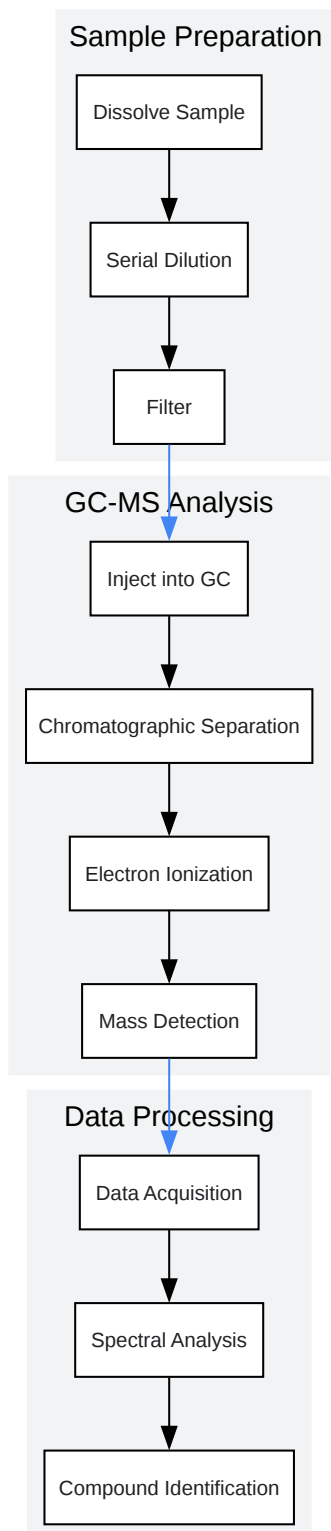 Sample Preparation
Dissolve Sample
Serial Dilution
Filter
GC-MS Analysis
Inject into GC
Chromatographic Separation
Electron Ionization
Mass Detection
Data Processing
Data Acquisition
Spectral Analysis
Compound Identification